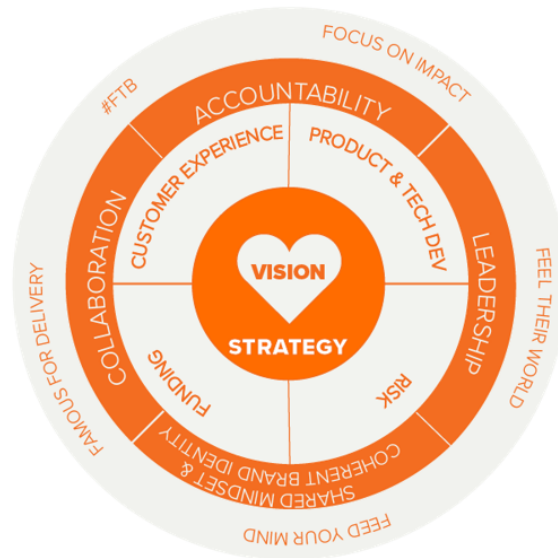 #FTB
FOCUS ON IMPACT
FEEL THEIR WORLD
FEED YOUR MIND
FAMOUS FOR DELIVERY
ACCOUNTABILITY
LEADERSHIP
SHARED MINDSET &
COHERENT BRAND IDENTITY
COLLABORATION
CUSTOMER EXPERIENCE
PRODUCT & TECH DEV
RISK
FUNDING
VISION
STRATEGY